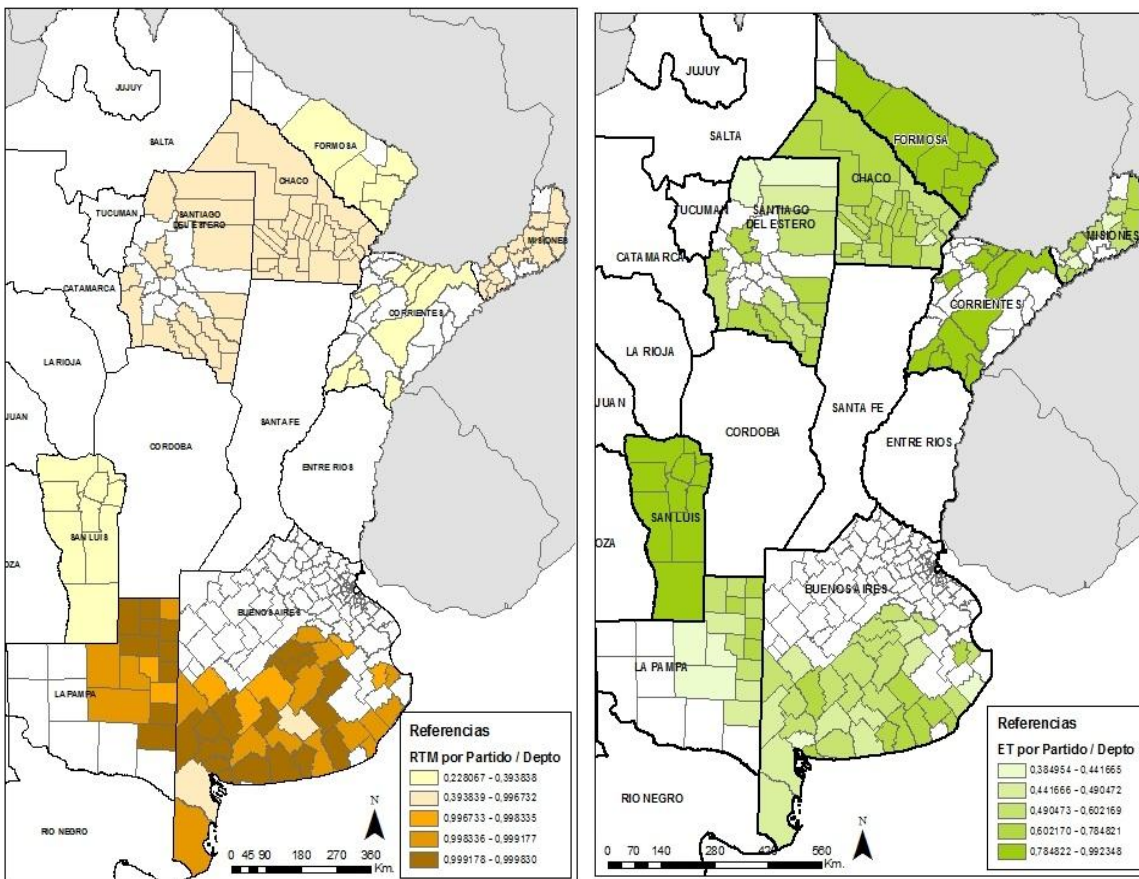 JUJUY
SALTA
FORMOSA
CHACO
TUCUMAN
SANTIAGO
DEL ESTERO
MISIONES
CATAMARCA
CORRIENTES
LA RIOJA
JUAN
SANTA FE
CORDOBA
ENTRE RIOS
SAN LUIS
OZA
BUENOS AIRES
LA PAMPA
RIO NEGRO
Referencias
RTM por Partido / Depto
0,228067 - 0,393838
0,393839 - 0,996732
0,996733 - 0,998335
0,998336 - 0,999177
0,999178 - 0,999830
N
0 45 90 180 270 360
Km.
JUJUY
SALTA
FORMOSA
CHACO
TUCUMAN
SANTIAGO
DEL ESTERO
MISIONES
CATAMARCA
CORRIENTES
LA RIOJA
JUAN
SANTA FE
CORDOBA
ENTRE RIOS
SAN LUIS
OZA
BUENOS AIRES
LA PAMPA
RIO NEGRO
Referencias
ET por Partido / Depto
0,384954 - 0,441665
0,441666 - 0,490472
0,490473 - 0,602169
0,602170 - 0,784821
0,784822 - 0,992348
N
0 70 140 280 420 560
Km.